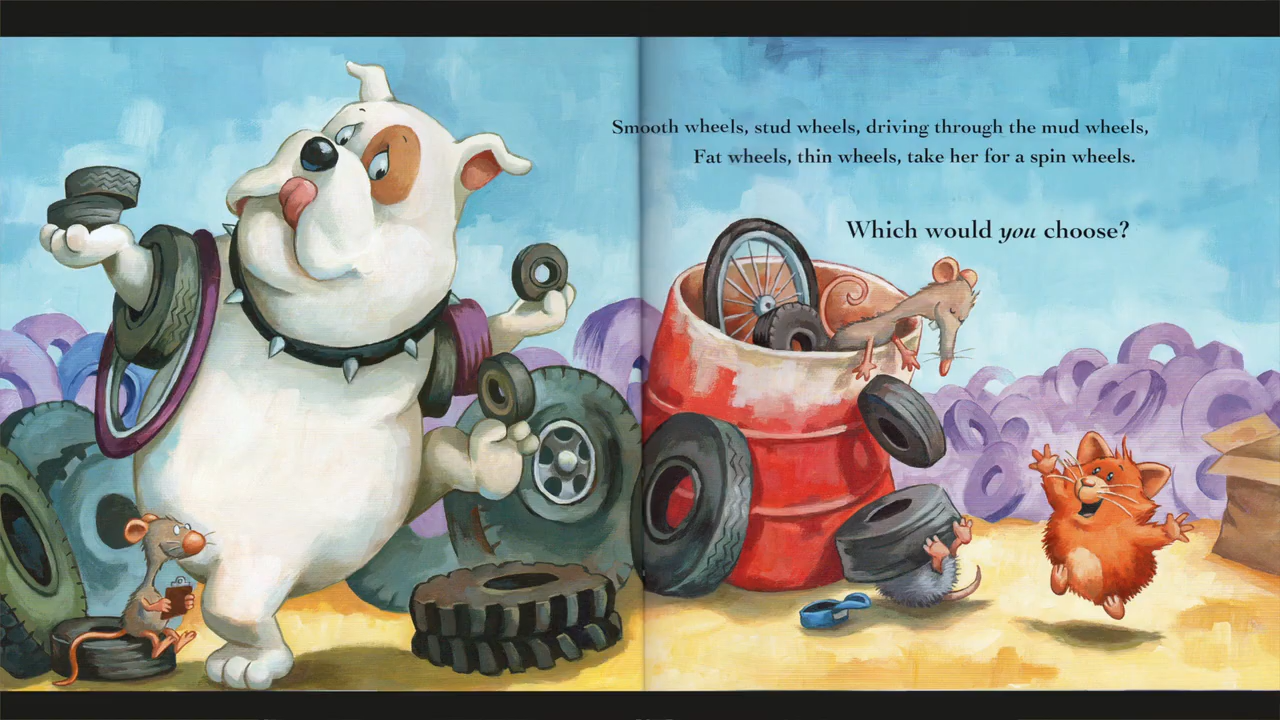 Smooth wheels, stud wheels, driving through the mud wheels,
Fat wheels, thin wheels, take her for a spin wheels.
Which would you choose?